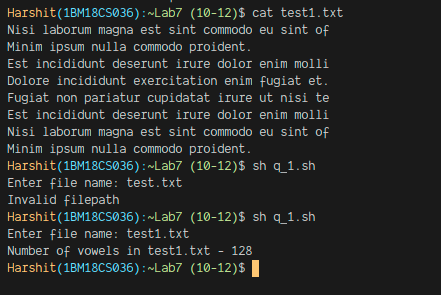 Harshit(1BM18CS036):~Lab7 (10-12)$ cat test1.txt
Nisi laborum magna est sint commodo eu sint of
Minim ipsum nulla commodo proident.
Est incididunt deserunt irure dolor enim molli
Dolore incididunt exercitation enim fugiat et.
Fugiat non pariatur cupidatat irure ut nisi te
Est incididunt deserunt irure dolor enim molli
Nisi laborum magna est sint commodo eu sint of
Minim ipsum nulla commodo proident.
Harshit(1BM18CS036):~Lab7 (10-12)$ sh q_1.sh
Enter file name: test.txt
Invalid filepath
Harshit(1BM18CS036):~Lab7 (10-12)$ sh q_1.sh
Enter file name: test1.txt
Number of vowels in test1.txt - 128
Harshit(1BM18CS036):~Lab7 (10-12)$